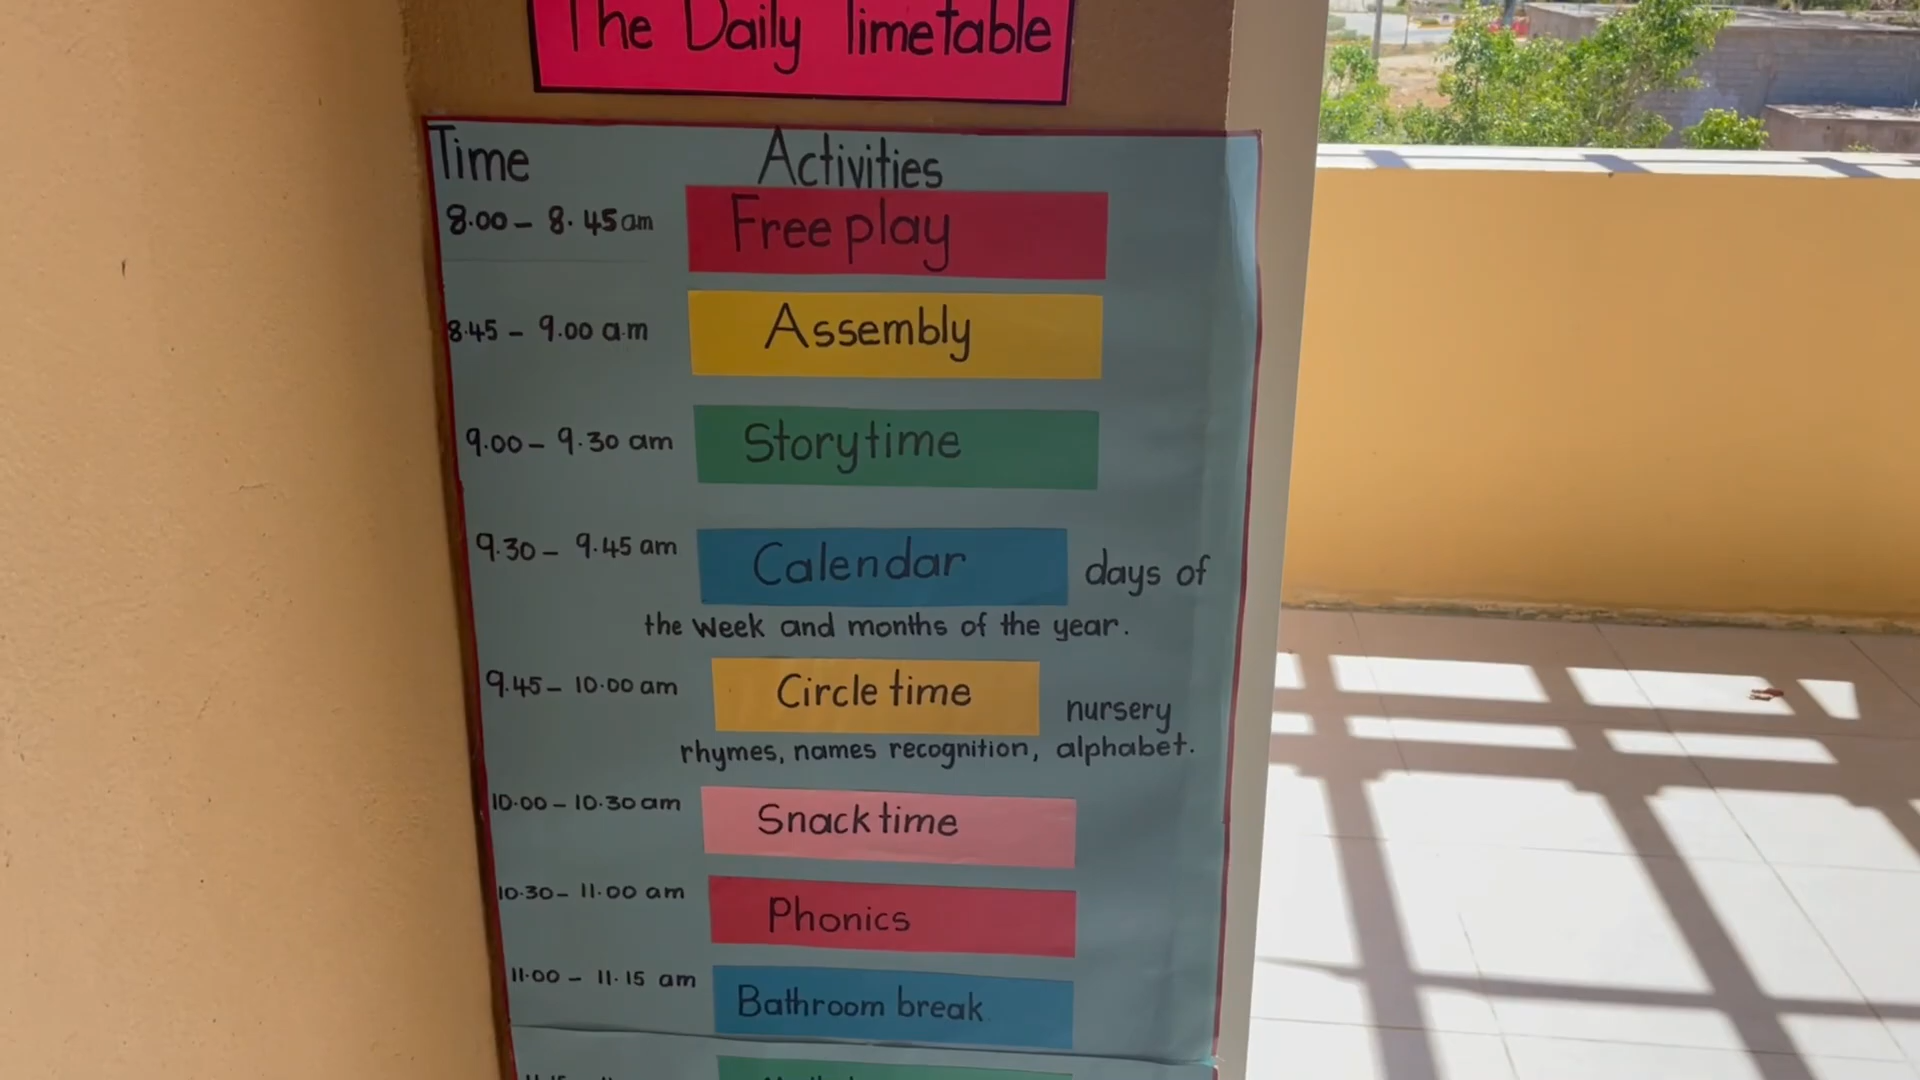 The Daily Timetable
Time Activities
8.00 - 8.45 am Free play
8.45 - 9.00 a.m Assembly
9.00 - 9.30 am Storytime
9.30 - 9.45 am Calendar days of
the week and months of the year.
9.45 - 10.00 am Circle time nursery
rhymes, names recognition, alphabet.
10.00 - 10.30 am Snack time
10.30 - 11.00 am Phonics
11.00 - 11.15 am Bathroom break